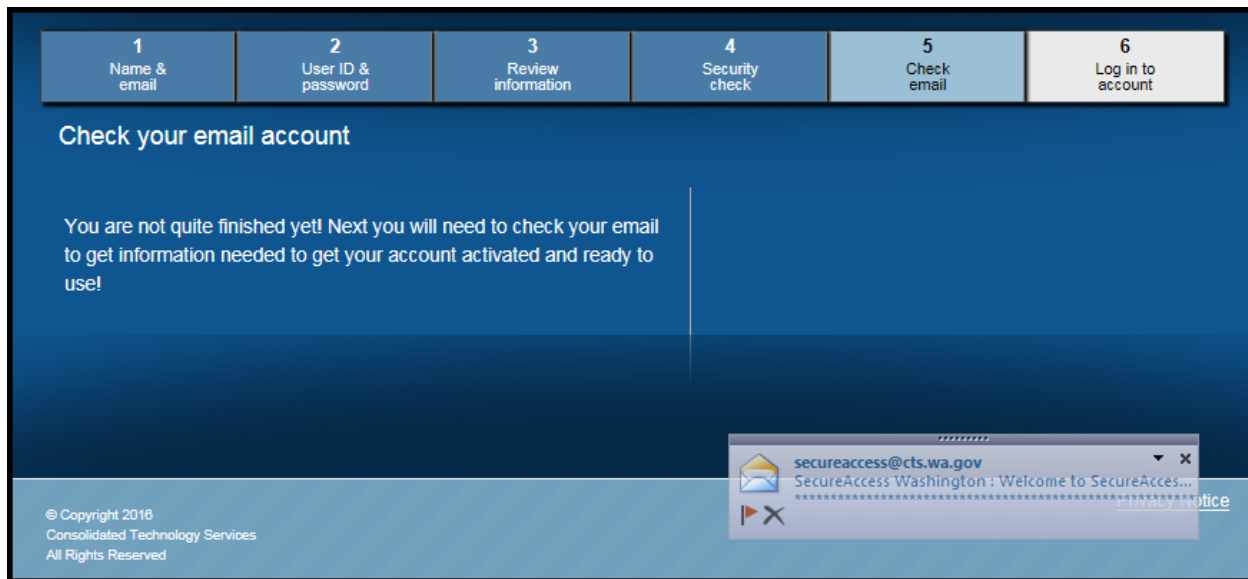 1
Name &
email
2
User ID &
password
3
Review
information
4
Security
check
5
Check
email
6
Log in to
account
Check your email account
You are not quite finished yet! Next you will need to check your email
to get information needed to get your account activated and ready to
use!
secureaccess@cts.wa.gov
SecureAccess Washington : Welcome to SecureAcces...
*******************************************************
Privacy Notice
© Copyright 2016
Consolidated Technology Services
All Rights Reserved